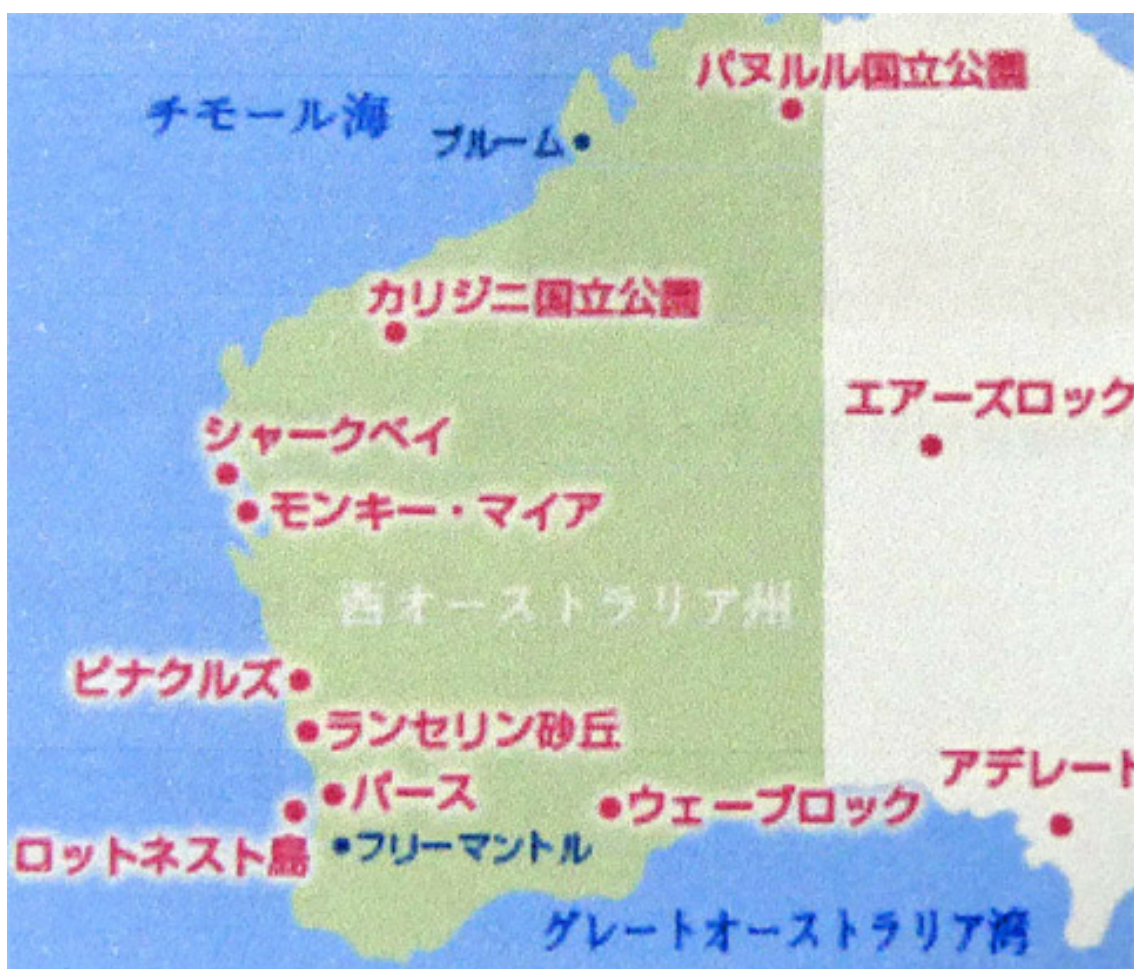 パヌルル国立公園
チモール海
ブルーム
カリジニ国立公園
エアーズロック
シャークベイ
モンキー・マイア
西オーストラリア州
ピナクルズ
ランセリン砂丘
アデレード
パース
ウェーブロック
ロットネスト島
フリーマントル
グレートオーストラリア湾